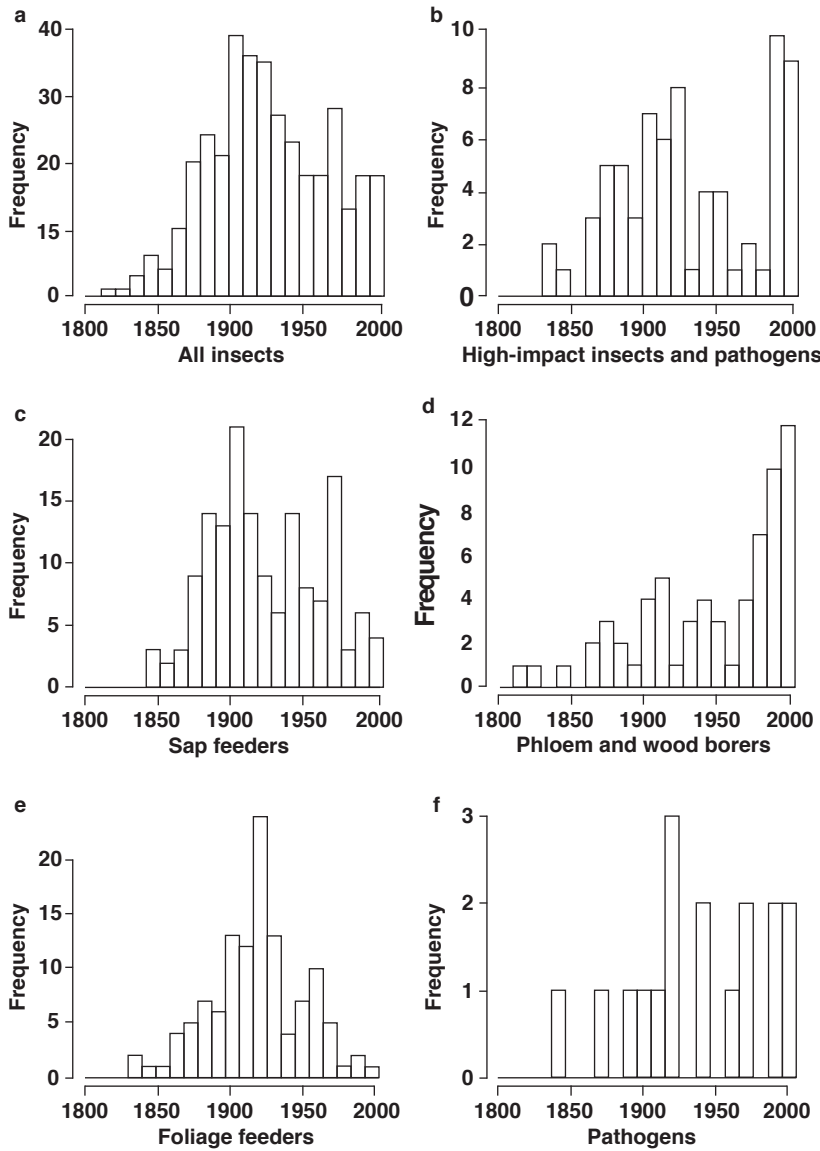 a
40
30
20
15
0
Frequency
1800 1850 1900 1950 2000
All insects
b
10
8
6
4
2
0
Frequency
1800 1850 1900 1950 2000
High-impact insects and pathogens
c
20
15
10
5
0
Frequency
1800 1850 1900 1950 2000
Sap feeders
d
12
10
8
6
4
2
0
Frequency
1800 1850 1900 1950 2000
Phloem and wood borers
e
20
15
10
5
0
Frequency
1800 1850 1900 1950 2000
Foliage feeders
f
3
2
1
0
Frequency
1800 1850 1900 1950 2000
Pathogens